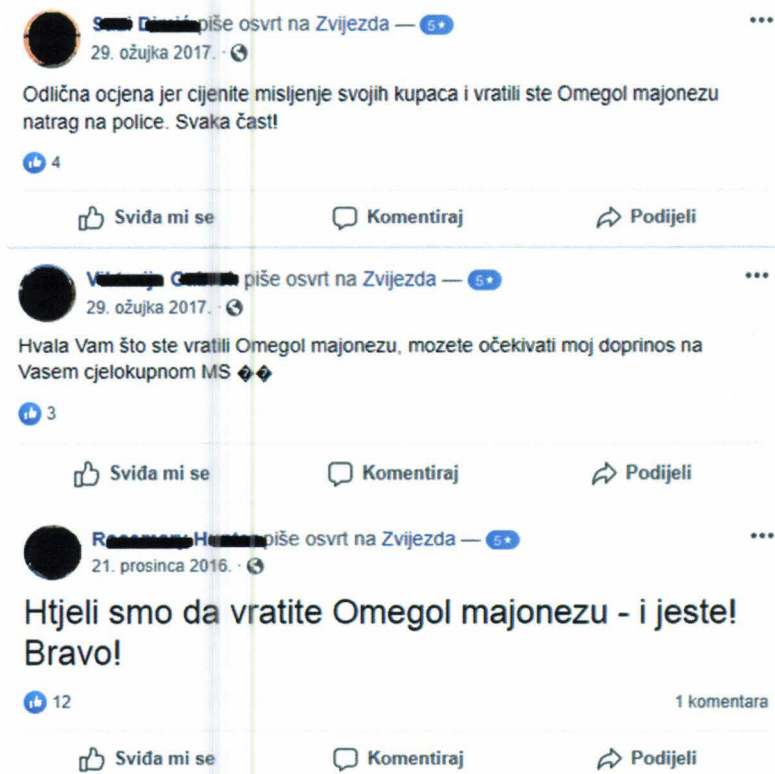 piše osvrt na Zvijezda — 5★
29. ožujka 2017. ·
Odlična ocjena jer cijenite misljenje svojih kupaca i vratili ste Omegol majonezu
natrag na police. Svaka čast!
4
Sviđa mi se Komentiraj Podijeli
piše osvrt na Zvijezda — 5★
29. ožujka 2017. ·
Hvala Vam što ste vratili Omegol majonezu, mozete očekivati moj doprinos na
Vasem cjelokupnom MS ��
3
Sviđa mi se Komentiraj Podijeli
piše osvrt na Zvijezda — 5★
21. prosinca 2016. ·
Htjeli smo da vratite Omegol majonezu - i jeste!
Bravo!
12 1 komentara
Sviđa mi se Komentiraj Podijeli